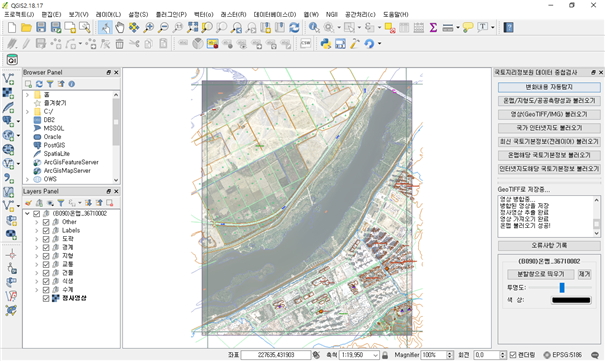 QGIS2.18.17
프로젝트(J) 편집(E) 보기(V) 레이어(L) 설정(S) 플러그인(P) 벡터(o) 래스터(R) 데이터베이스(D) 웹(W) NGII 공간처리(c) 도움말(H)
Browser Panel
홈
즐겨찾기
C:/
DB2
MSSQL
Oracle
PostGIS
SpatiaLite
ArcGisFeatureServer
ArcGisMapServer
OWS
Layers Panel
(B090)온맵_36710002
Other
Labels
도곽
경계
지형
교통
건물
식생
수계
정사영상
국토지리정보원 데이터 중첩검사
변화내용 자동탐지
온맵/지형도/공공측량성과 불러오기
영상(GeoTIFF/IMG) 불러오기
국가 인터넷지도 불러오기
최신 국토기본정보(전레이어) 불러오기
온맵해당 국토기본정보 불러오기
인터넷지도해당 국토기본정보 불러오기
GeoTIFF로 저장중...
영상 병합중...
병합된 영상을 저장
정사영상 추출 완료
영상 가져오기 완료
온맵 불러오기 성공!
오류사항 기록
(B090)온맵_36710002
분할창으로 띄우기 제거
투명도:
색 상:
좌표 227635,431903 축척 1:19,950 Magnifier 100% 회전 0,0 렌더링 EPSG:5186